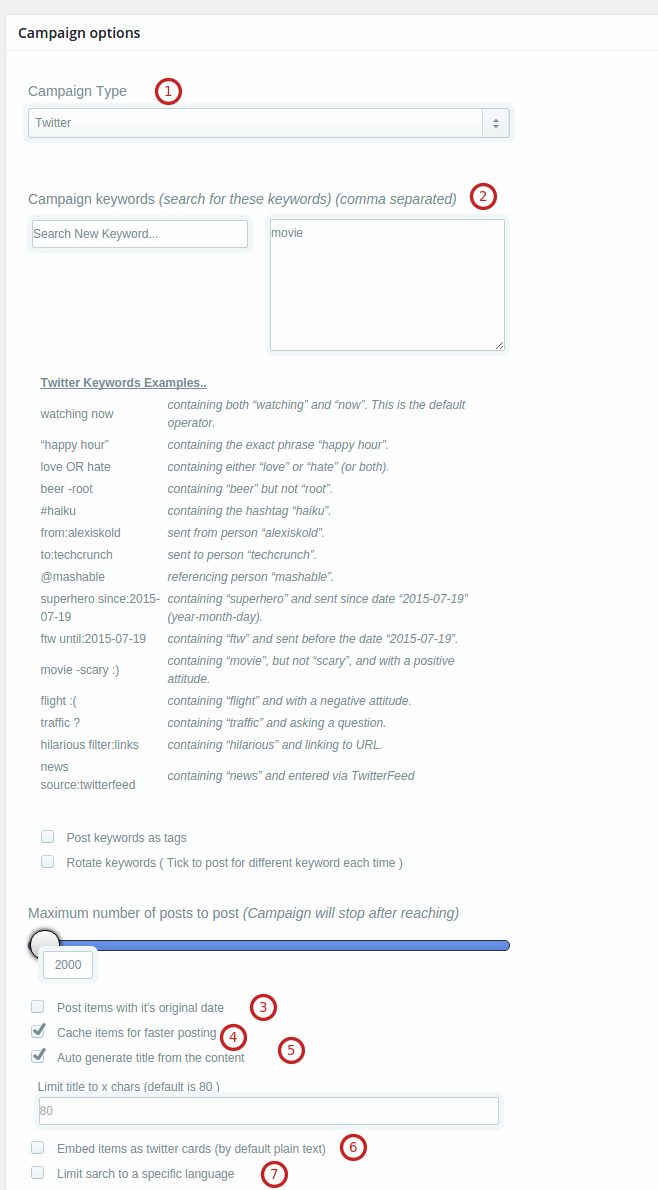 Campaign options
Campaign Type 1
Twitter
Campaign keywords (search for these keywords) (comma separated) 2
Search New Keyword...
movie
Twitter Keywords Examples..
watching now containing both “watching” and “now”. This is the default
operator.
“happy hour” containing the exact phrase “happy hour”.
love OR hate containing either “love” or “hate” (or both).
beer -root containing “beer” but not “root”.
#haiku containing the hashtag “haiku”.
from:alexiskold sent from person “alexiskold”.
to:techcrunch sent to person “techcrunch”.
@mashable referencing person “mashable”.
superhero since:2015- containing “superhero” and sent since date “2015-07-19”
07-19 (year-month-day).
ftw until:2015-07-19 containing “ftw” and sent before the date “2015-07-19”.
movie -scary :) containing “movie”, but not “scary”, and with a positive
attitude.
flight :( containing “flight” and with a negative attitude.
traffic ? containing “traffic” and asking a question.
hilarious filter:links containing “hilarious” and linking to URL.
news
source:twitterfeed containing “news” and entered via TwitterFeed
Post keywords as tags
Rotate keywords ( Tick to post for different keyword each time )
Maximum number of posts to post (Campaign will stop after reaching)
2000
Post items with it's original date 3
Cache items for faster posting 4
Auto generate title from the content 5
Limit title to x chars (default is 80 )
80
Embed items as twitter cards (by default plain text) 6
Limit sarch to a specific language 7